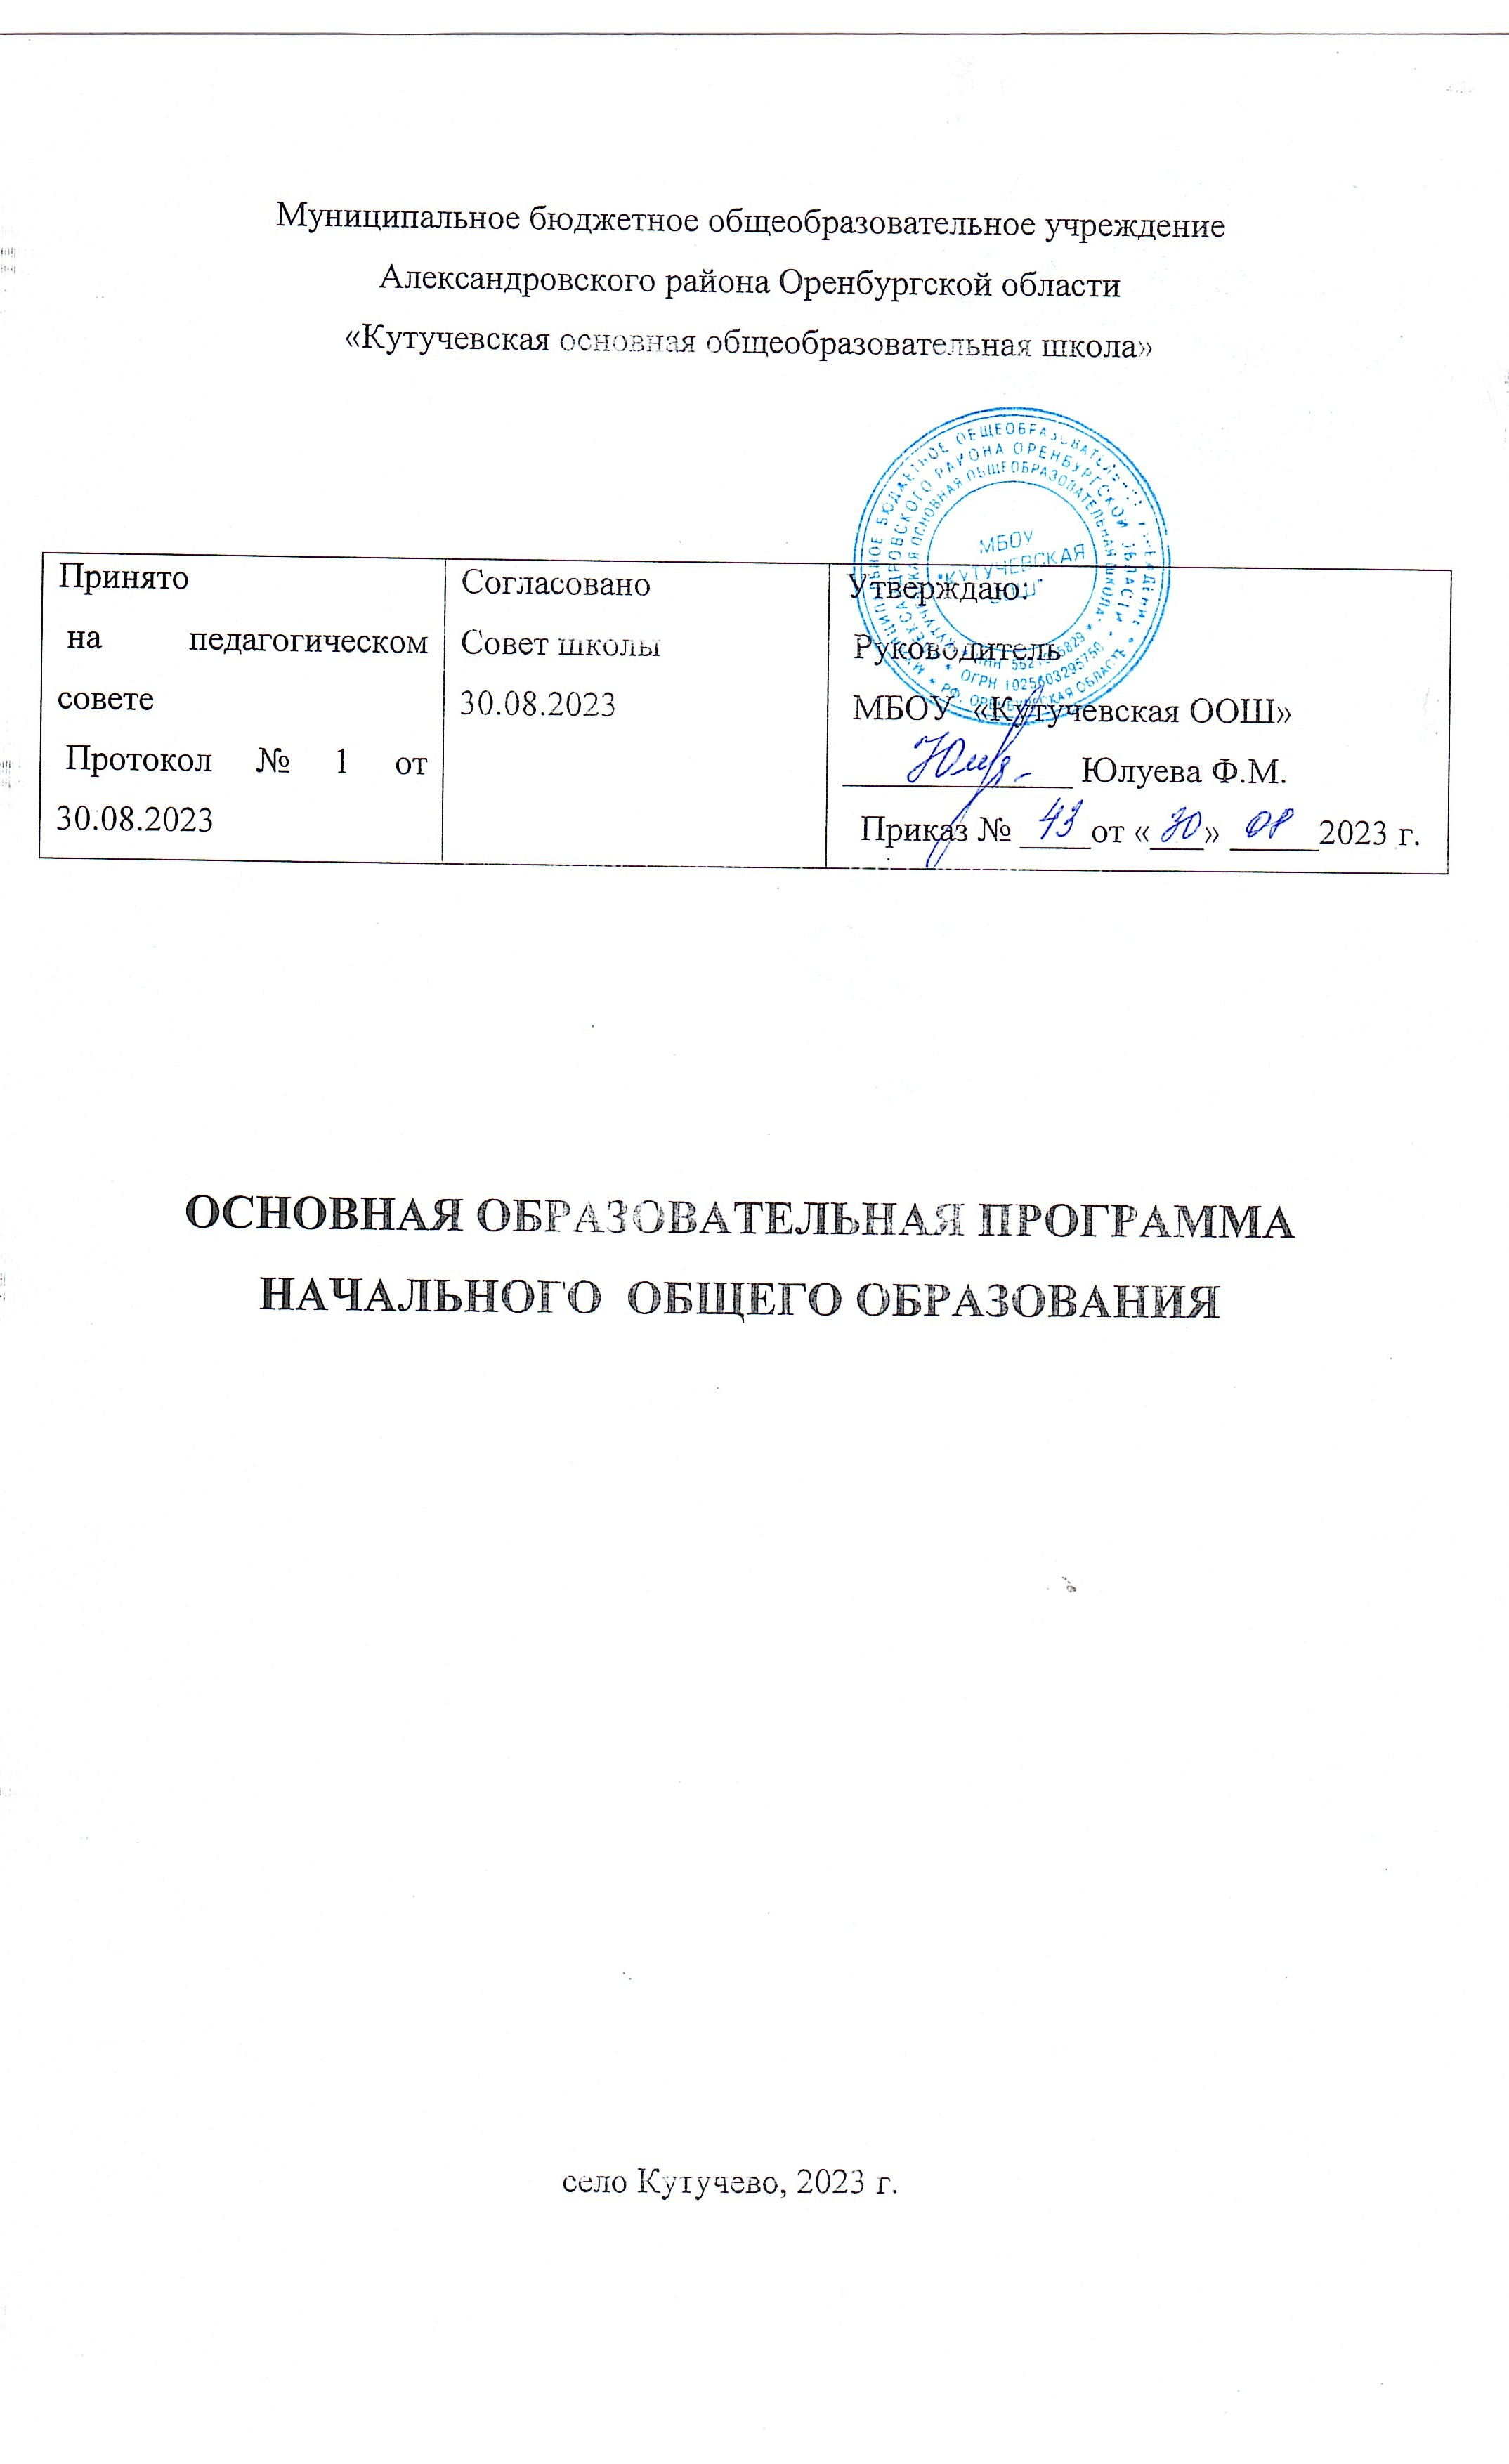 Муниципальное бюджетное общеобразовательное учреждение
Александровского района Оренбургской области
«Кутучевская основная общеобразовательная школа»
МБОУ
"КУТУЧЕВСКАЯ
ООШ"
ОГРН 1025603295750
Принято
на педагогическом
совете
Протокол № 1 от
30.08.2023
Согласовано
Совет школы
30.08.2023
Утверждаю:
Руководитель
МБОУ «Кутучевская ООШ»
Юлуева Ф.М.
Приказ № 43 от «30» 08 2023 г.
ОСНОВНАЯ ОБРАЗОВАТЕЛЬНАЯ ПРОГРАММА
НАЧАЛЬНОГО ОБЩЕГО ОБРАЗОВАНИЯ
село Кутучево, 2023 г.